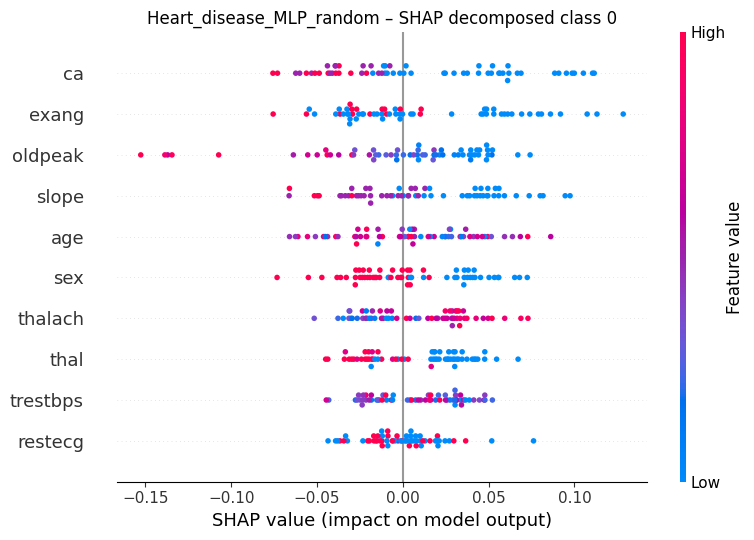 Heart_disease_MLP_random – SHAP decomposed class 0
High
ca
exang
oldpeak
slope
age
sex
thalach
thal
trestbps
restecg
Feature value
Low
−0.15 −0.10 −0.05 0.00 0.05 0.10
SHAP value (impact on model output)